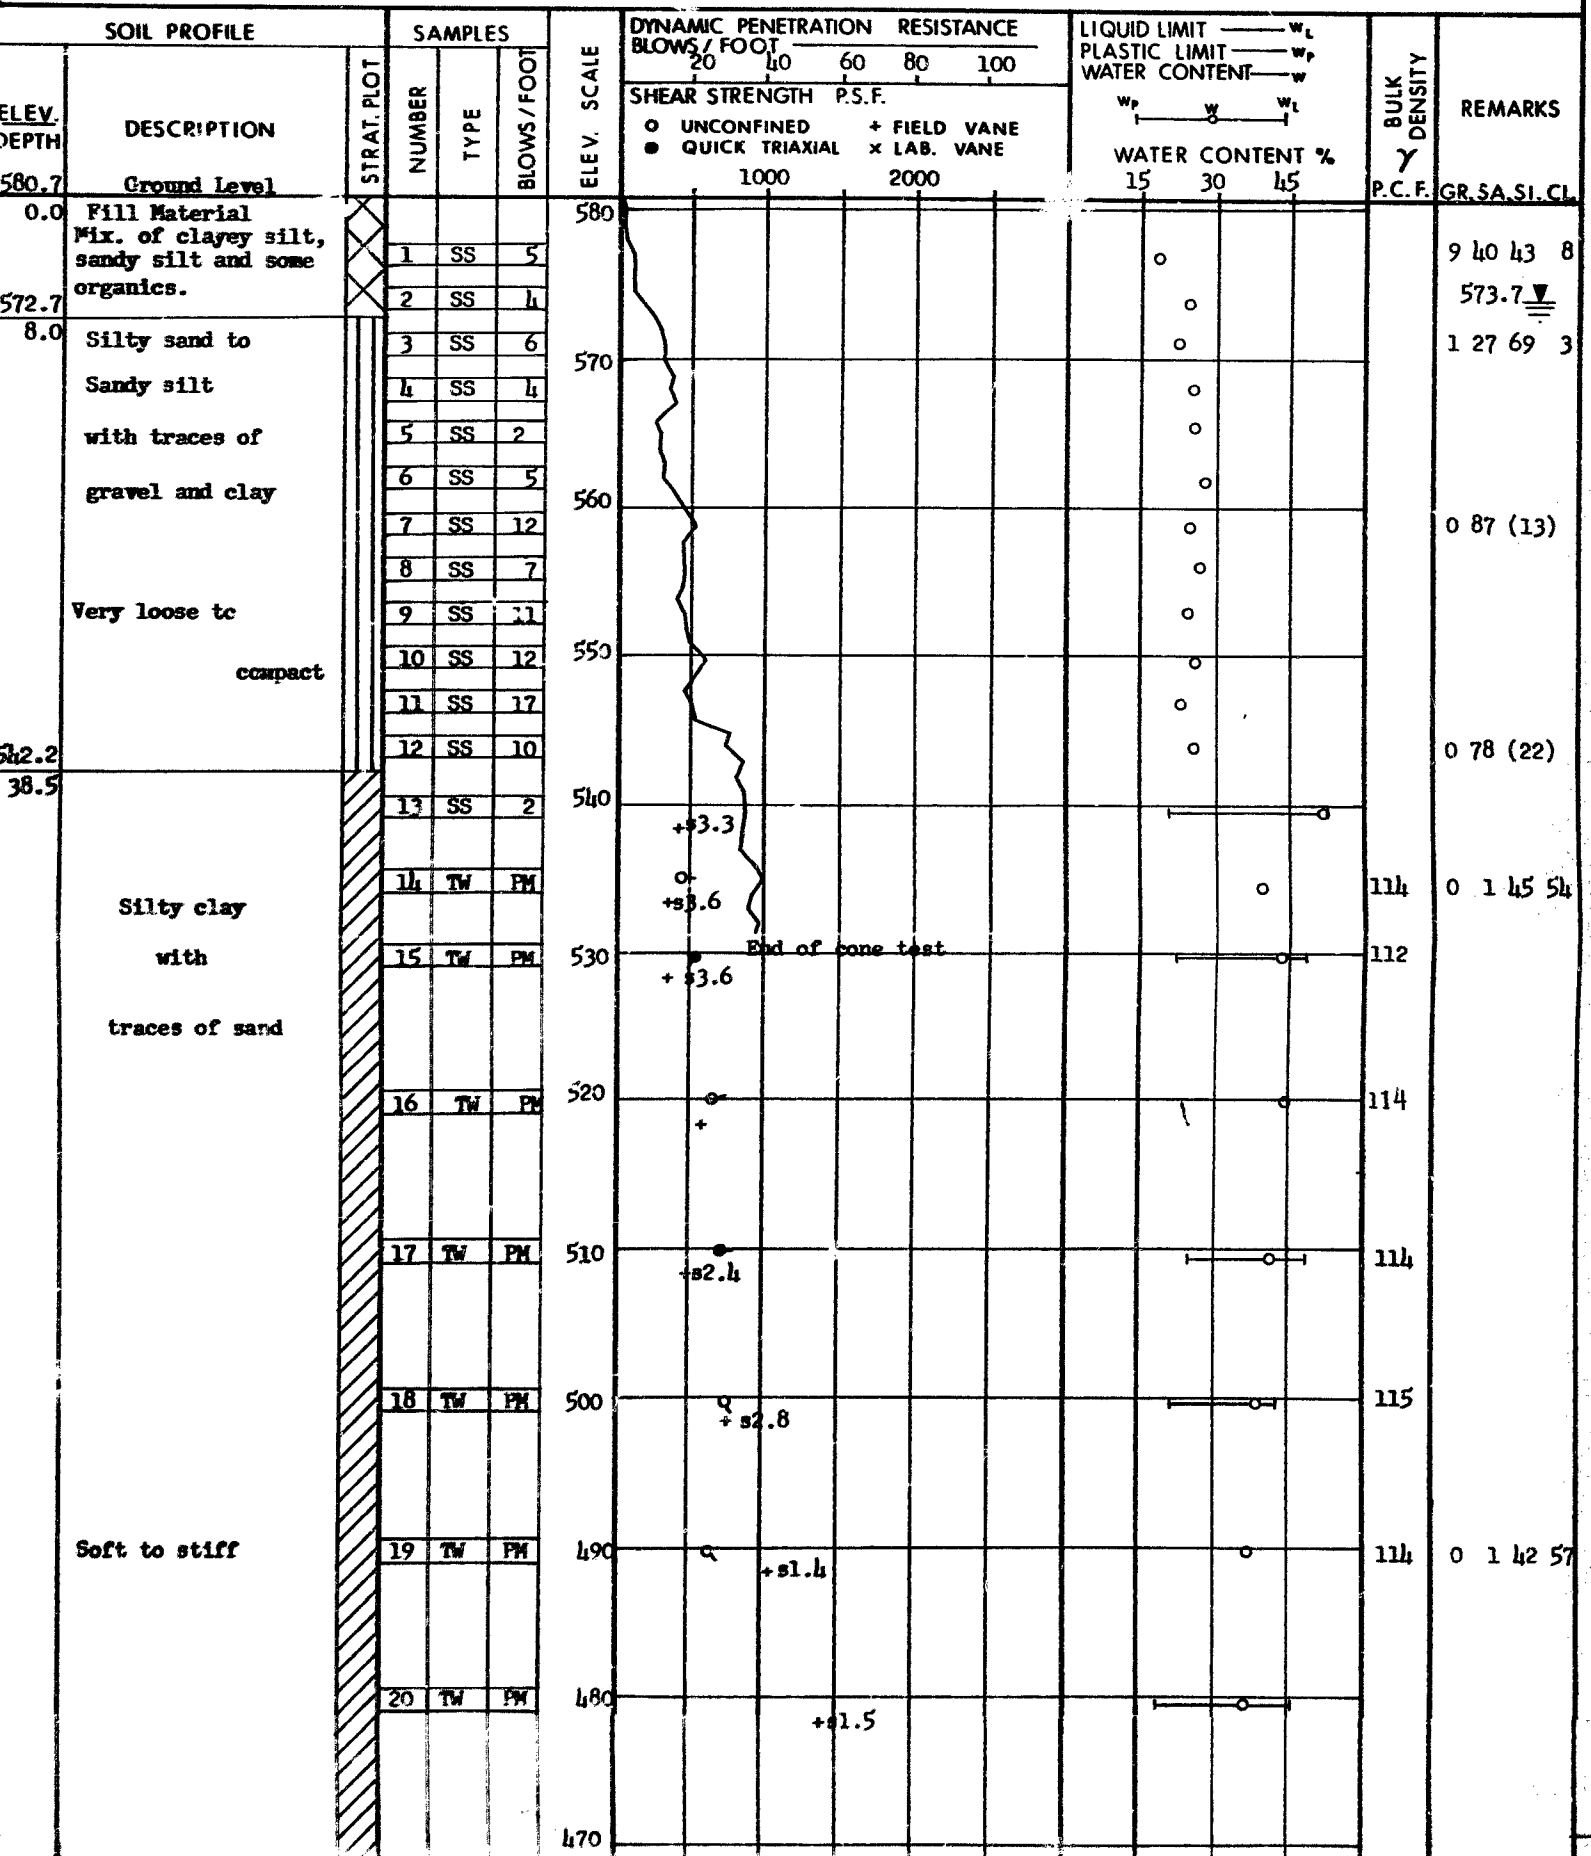 SOIL PROFILE
SAMPLES
ELEV. SCALE
DYNAMIC PENETRATION RESISTANCE
BLOWS / FOOT
20 40 60 80 100
LIQUID LIMIT wL
PLASTIC LIMIT wP
WATER CONTENT w
BULK DENSITY
γ
P.C.F.
REMARKS
GR. SA. SI. CL.
ELEV.
DEPTH
DESCRIPTION
STRAT. PLOT
NUMBER
TYPE
BLOWS / FOOT
SHEAR STRENGTH P.S.F.
o UNCONFINED + FIELD VANE
● QUICK TRIAXIAL x LAB. VANE
1000 2000
wP w wL
WATER CONTENT %
15 30 45
580.7 Ground Level
0.0 Fill Material
Mix. of clayey silt,
sandy silt and some
organics.
580
1 SS 5
9 40 43 8
2 SS 4
573.7
572.7
8.0
Silty sand to
3 SS 6
1 27 69 3
570
Sandy silt
4 SS 4
with traces of
5 SS 2
gravel and clay
6 SS 5
560
7 SS 12
0 87 (13)
8 SS 7
Very loose to
9 SS 11
550
10 SS 12
compact
11 SS 17
12 SS 10
0 78 (22)
542.2
38.5
13 SS 2
540
+s3.3
14 TW PM
114
0 1 45 54
Silty clay
+s3.6
with
15 TW PM
530
End of cone test
112
+ s3.6
traces of sand
16 TW PM
520
114
+
17 TW PM
510
114
+s2.4
18 TW PM
500
115
+ s2.8
Soft to stiff
19 TW PM
490
114
0 1 42 57
+s1.4
20 TW PM
480
+s1.5
470